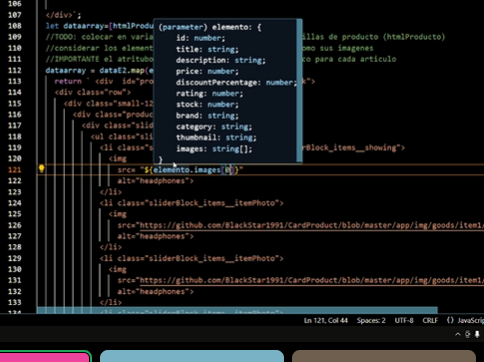 106
107 </div>`;
108 let dataarray=[htmlProdu
109 //TODO: colocar en varia illas de producto (htmlProducto)
110 //considerar los element omo sus imagenes
111 //IMPORTANTE el atritubo co para cada articulo
112 dataarray = dataE2.map(e
113 return ` <div id="pro k">
114 <div class="row">
115 <div class="small-12
116 <div class="produc
117 <div class="slid
118 <ul class="sli
119 <li class="sl rBlock_items__showing">
120 <img
121 src= "${elemento.images[0]}"
122 alt="headphones">
123 </li>
124 <li class="sliderBlock_items__itemPhoto">
125 <img
126 src="https://github.com/BlackStar1991/CardProduct/blob/master/app/img/goods/item1/
127 alt="headphones">
128 </li>
129 <li class="sliderBlock_items__itemPhoto">
130 <img
131 src="https://github.com/BlackStar1991/CardProduct/blob/master/app/img/goods/item1/
132 alt="headphones">
133 </li>
134 <li class="sliderBlock_items__itemPhoto">
(parameter) elemento: {
id: number;
title: string;
description: string;
price: number;
discountPercentage: number;
rating: number;
stock: number;
brand: string;
category: string;
thumbnail: string;
images: string[];
}
Ln 121, Col 44 Spaces: 2 UTF-8 CRLF {} JavaScrip